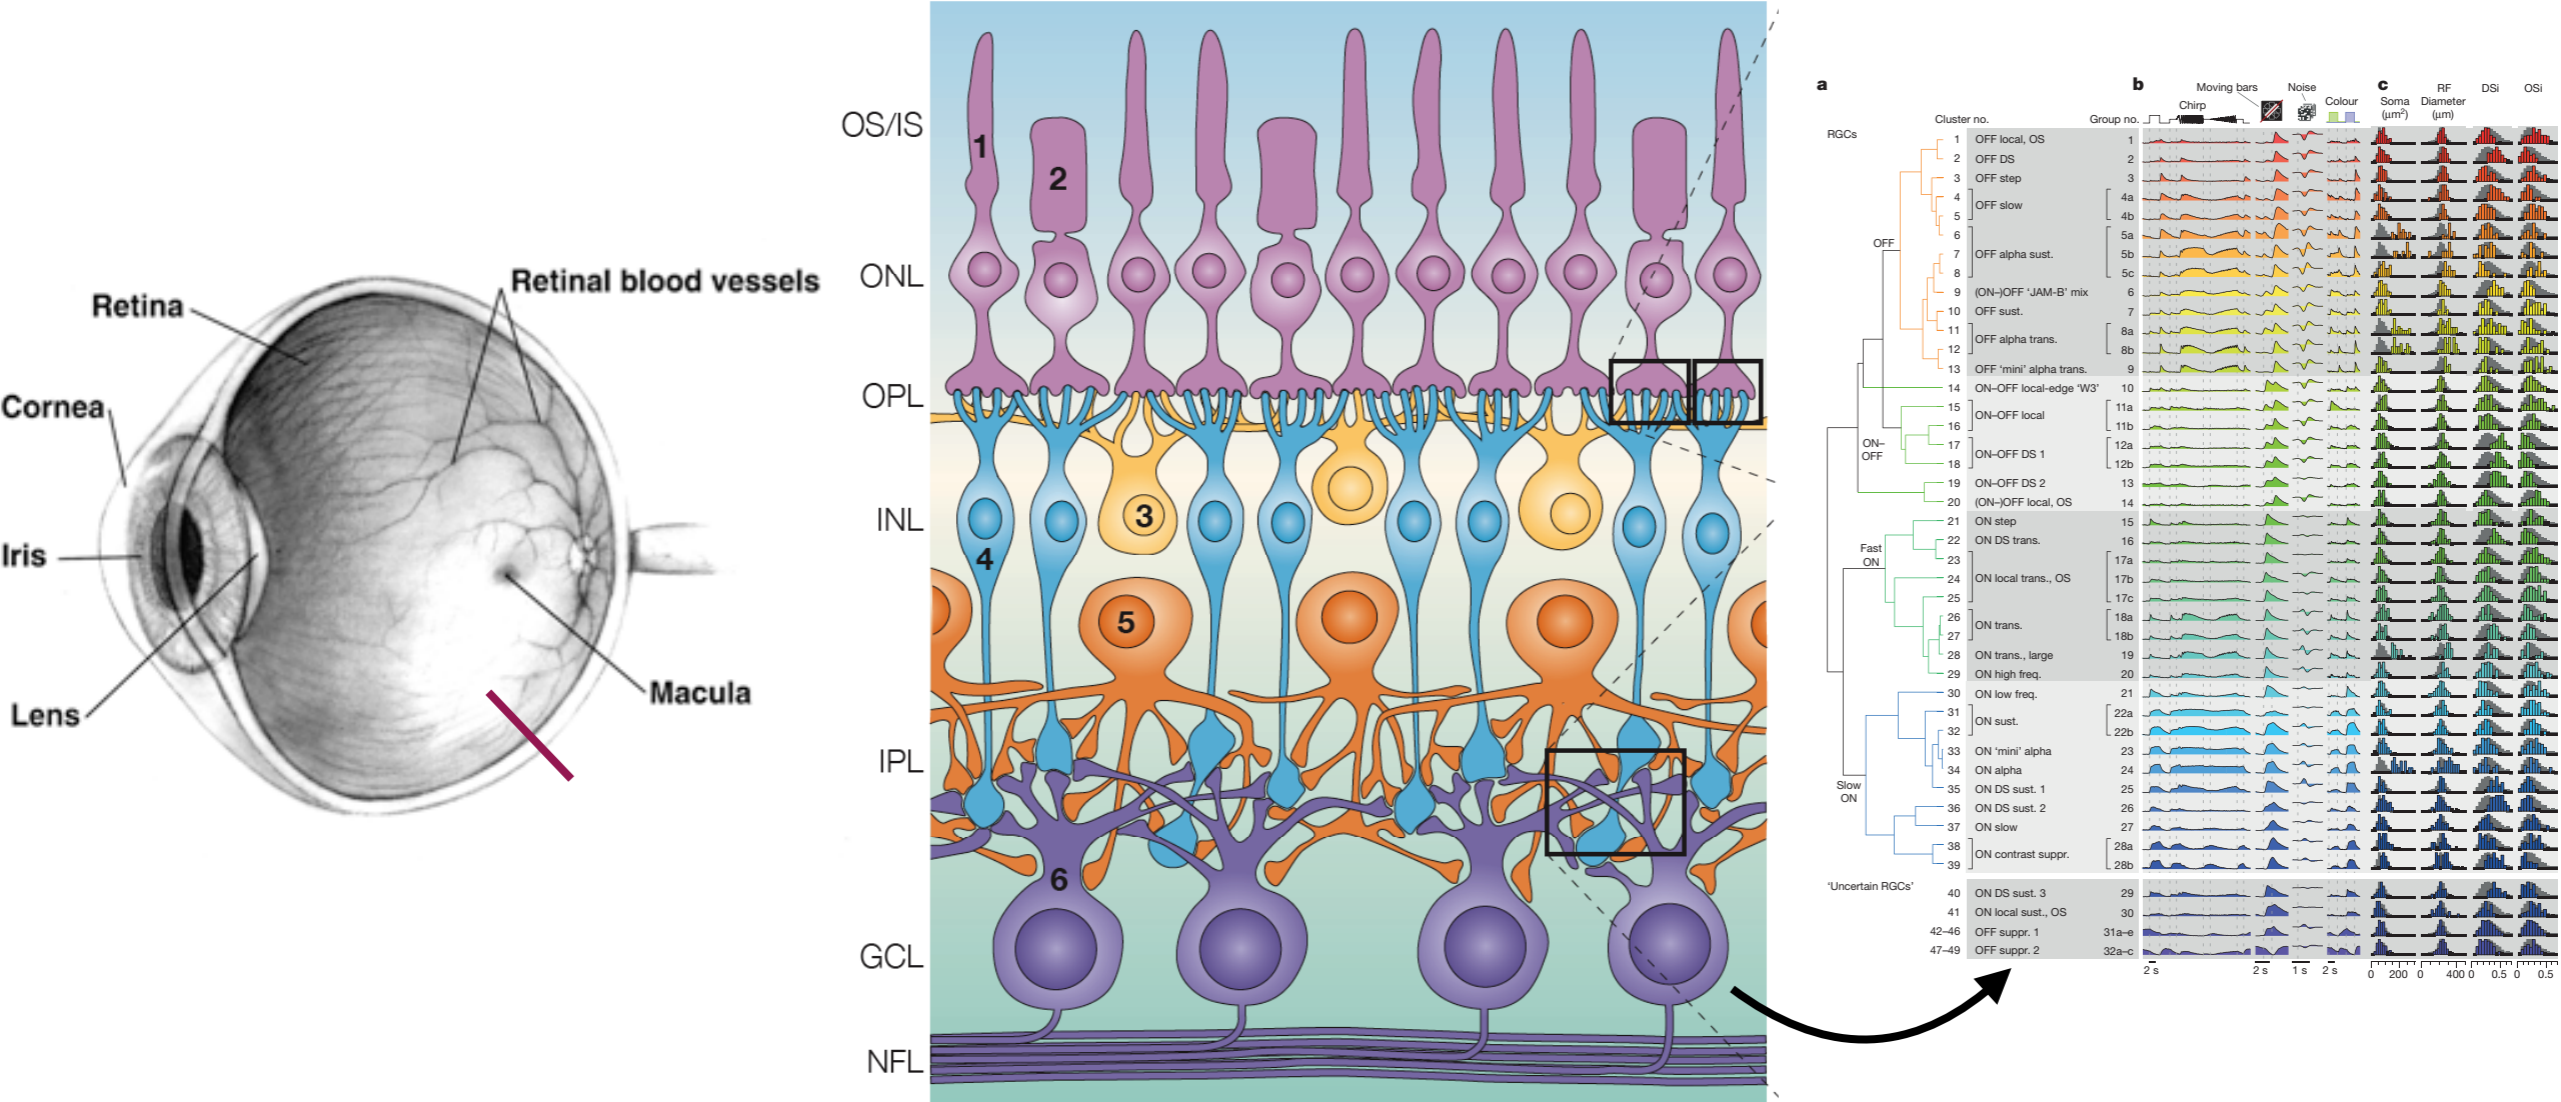 Retina
Retinal blood vessels
Cornea
Iris
Lens
Macula
OS/IS
ONL
OPL
INL
IPL
GCL
NFL
1
2
3
4
5
6
a
b
c
Moving bars
Noise
Chirp
Colour
Soma
(μm²)
RF
Diameter
(μm)
DSi
OSi
Cluster no.
Group no.
RGCs
OFF
ON–
OFF
Fast
ON
Slow
ON
1 OFF local, OS 1
2 OFF DS 2
3 OFF step 3
4 4a
OFF slow
5 4b
6 5a
7 OFF alpha sust. 5b
8 5c
9 (ON–)OFF ‘JAM-B’ mix 6
10 OFF sust. 7
11 8a
OFF alpha trans.
12 8b
13 OFF ‘mini’ alpha trans. 9
14 ON–OFF local-edge ‘W3’ 10
15 11a
ON–OFF local
16 11b
17 12a
ON–OFF DS 1
18 12b
19 ON–OFF DS 2 13
20 (ON–)OFF local, OS 14
21 ON step 15
22 ON DS trans. 16
23 17a
24 ON local trans., OS 17b
25 17c
26 18a
ON trans.
27 18b
28 ON trans., large 19
29 ON high freq. 20
30 ON low freq. 21
31 22a
ON sust.
32 22b
33 ON ‘mini’ alpha 23
34 ON alpha 24
35 ON DS sust. 1 25
36 ON DS sust. 2 26
37 ON slow 27
38 28a
ON contrast suppr.
39 28b
‘Uncertain RGCs’
40 ON DS sust. 3 29
41 ON local sust., OS 30
42–46 OFF suppr. 1 31a–e
47–49 OFF suppr. 2 32a–c
2 s 2 s 1 s 2 s
0 200 0 400 0 0.5 0 0.5